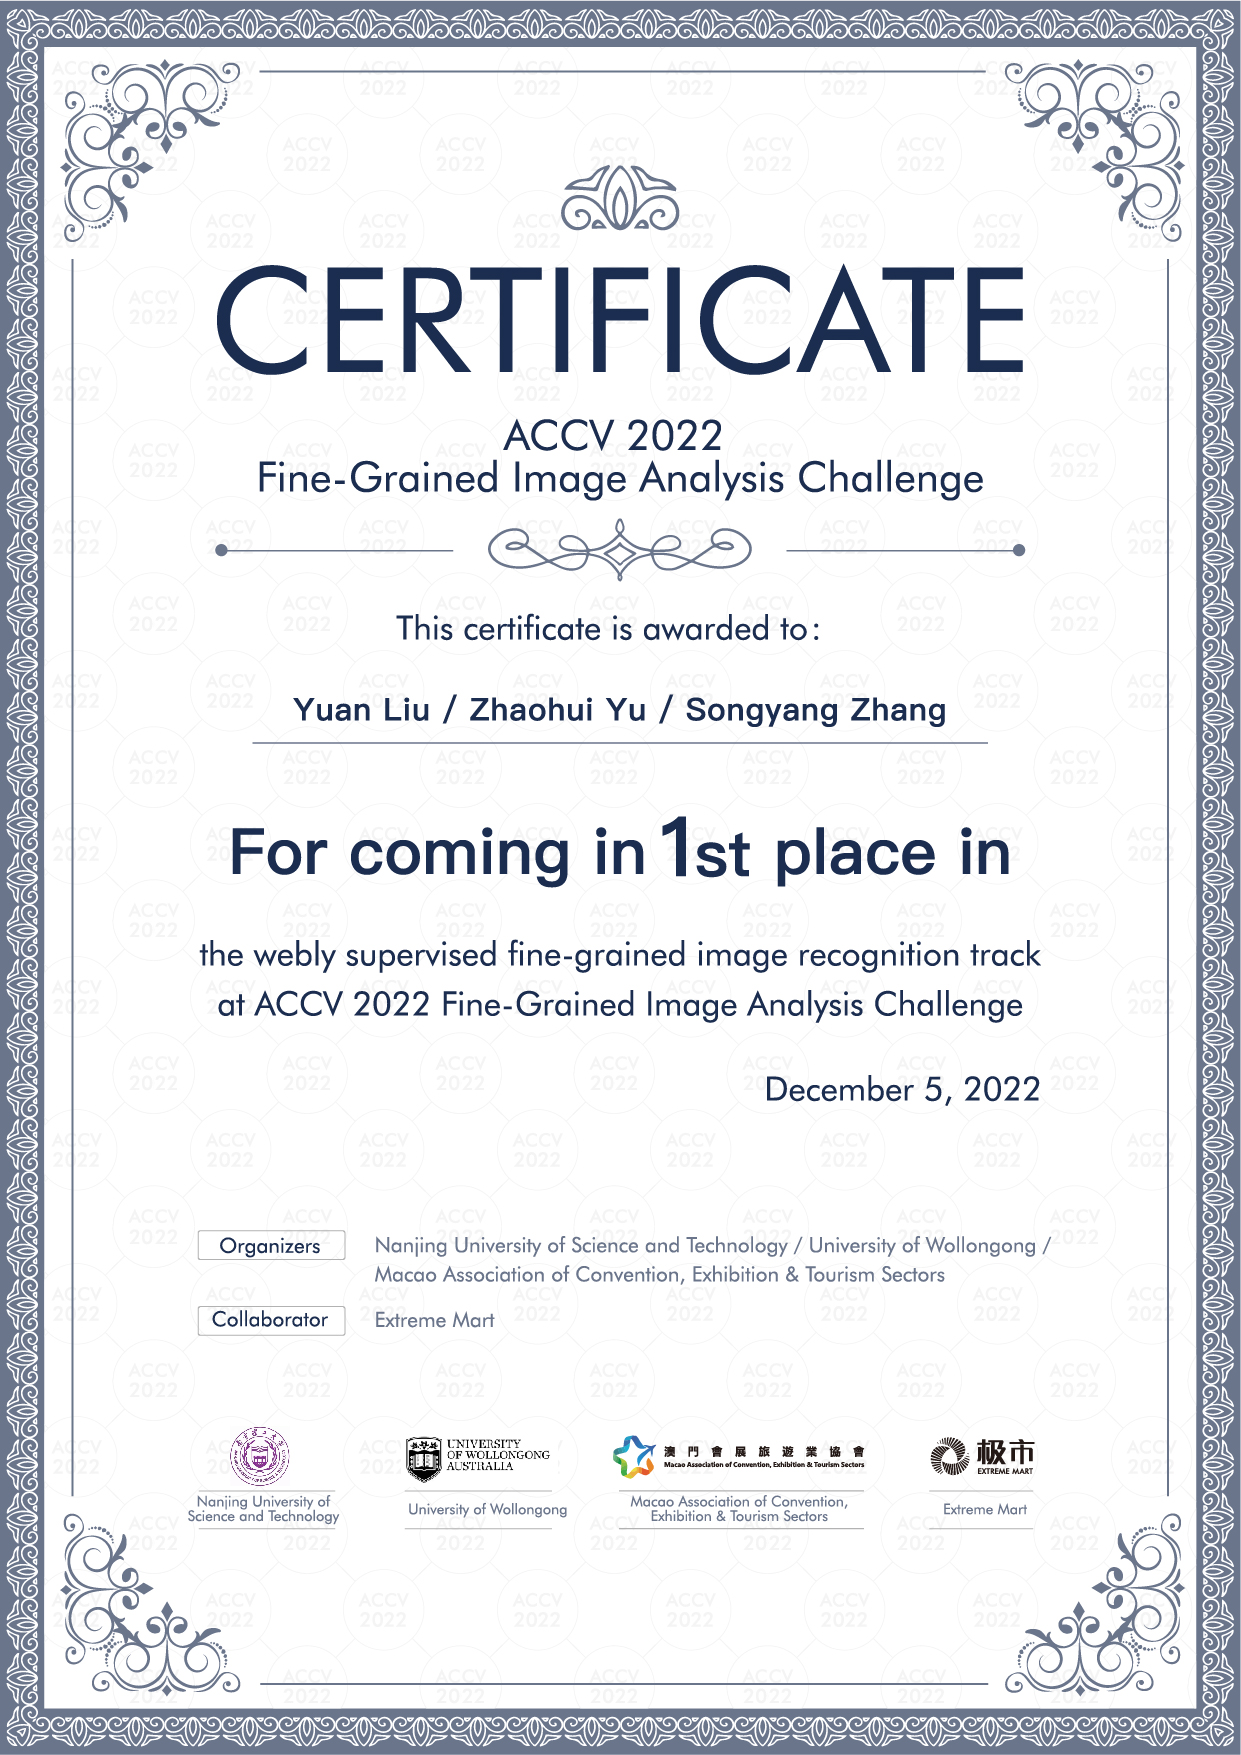 CERTIFICATE
ACCV 2022
Fine-Grained Image Analysis Challenge
This certificate is awarded to:
Yuan Liu / Zhaohui Yu / Songyang Zhang
For coming in 1st place in
the webly supervised fine-grained image recognition track
at ACCV 2022 Fine-Grained Image Analysis Challenge
December 5, 2022
Organizers
Nanjing University of Science and Technology / University of Wollongong /
Macao Association of Convention, Exhibition & Tourism Sectors
Collaborator
Extreme Mart
UNIVERSITY
OF WOLLONGONG
AUSTRALIA
澳門會展旅遊業協會
Macao Association of Convention, Exhibition & Tourism Sectors
极市
EXTREME MART
Nanjing University of
Science and Technology
University of Wollongong
Macao Association of Convention,
Exhibition & Tourism Sectors
Extreme Mart